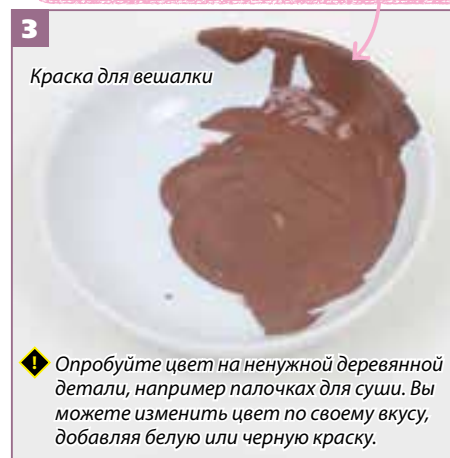 3
Краска для вешалки
Опробуйте цвет на ненужной деревянной
детали, например палочках для суши. Вы
можете изменить цвет по своему вкусу,
добавляя белую или черную краску.